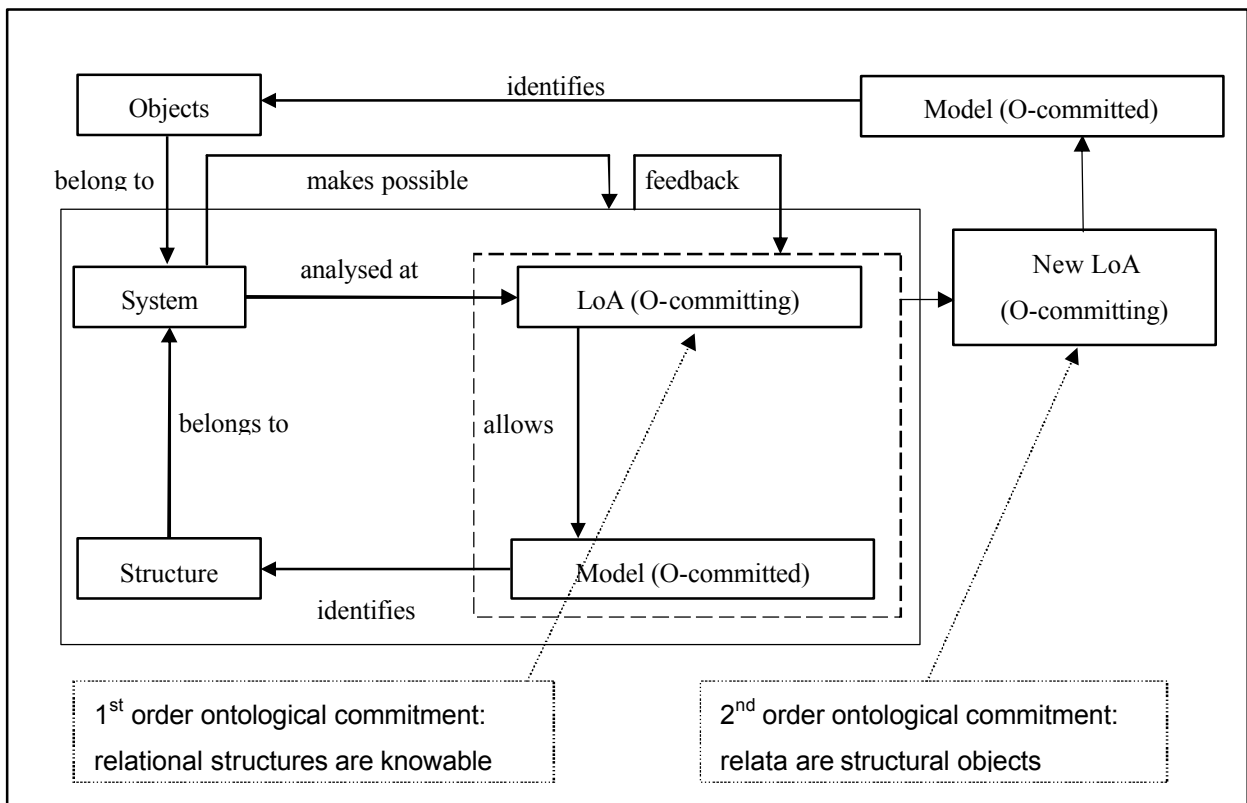 identifies
Objects
Model (O-committed)
belong to
makes possible
feedback
analysed at
System
LoA (O-committing)
New LoA
(O-committing)
belongs to
allows
Structure
Model (O-committed)
identifies
1st order ontological commitment:
relational structures are knowable
2nd order ontological commitment:
relata are structural objects